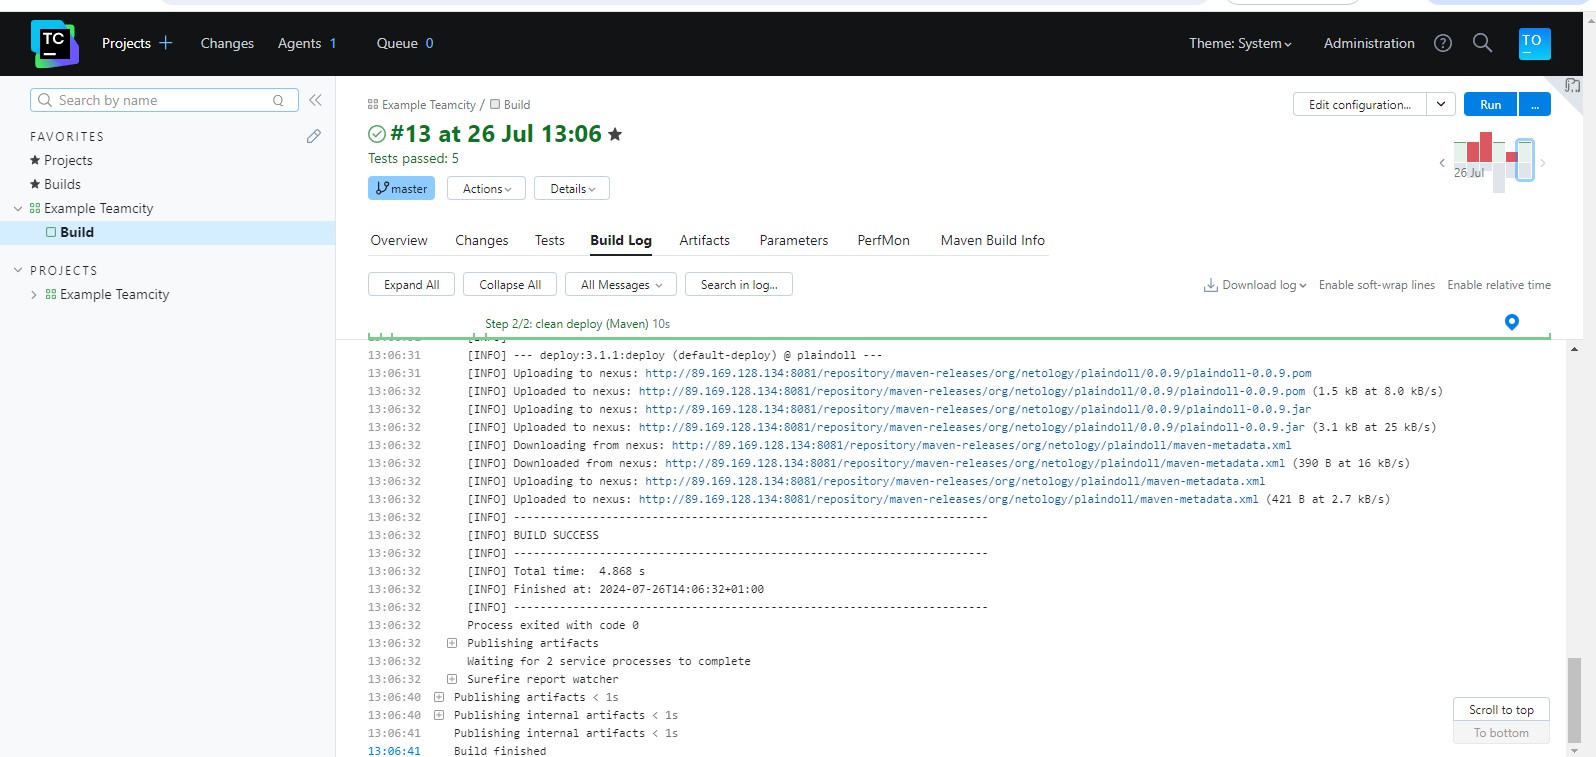 TC
Projects
Changes
Agents 1
Queue 0
Theme: System
Administration
?
TO
Search by name
Q
Example Teamcity / Build
Edit configuration...
Run
...
FAVORITES
#13 at 26 Jul 13:06
Projects
Tests passed: 5
Builds
26 Jul
master
Actions
Details
Example Teamcity
Build
Overview
Changes
Tests
Build Log
Artifacts
Parameters
PerfMon
Maven Build Info
PROJECTS
Example Teamcity
Expand All
Collapse All
All Messages
Search in log...
Download log
Enable soft-wrap lines
Enable relative time
Step 2/2: clean deploy (Maven) 10s
13:06:31 [INFO] --- deploy:3.1.1:deploy (default-deploy) @ plaindoll ---
13:06:31 [INFO] Uploading to nexus: http://89.169.128.134:8081/repository/maven-releases/org/netology/plaindoll/0.0.9/plaindoll-0.0.9.pom
13:06:32 [INFO] Uploaded to nexus: http://89.169.128.134:8081/repository/maven-releases/org/netology/plaindoll/0.0.9/plaindoll-0.0.9.pom (1.5 kB at 8.0 kB/s)
13:06:32 [INFO] Uploading to nexus: http://89.169.128.134:8081/repository/maven-releases/org/netology/plaindoll/0.0.9/plaindoll-0.0.9.jar
13:06:32 [INFO] Uploaded to nexus: http://89.169.128.134:8081/repository/maven-releases/org/netology/plaindoll/0.0.9/plaindoll-0.0.9.jar (3.1 kB at 25 kB/s)
13:06:32 [INFO] Downloading from nexus: http://89.169.128.134:8081/repository/maven-releases/org/netology/plaindoll/maven-metadata.xml
13:06:32 [INFO] Downloaded from nexus: http://89.169.128.134:8081/repository/maven-releases/org/netology/plaindoll/maven-metadata.xml (390 B at 16 kB/s)
13:06:32 [INFO] Uploading to nexus: http://89.169.128.134:8081/repository/maven-releases/org/netology/plaindoll/maven-metadata.xml
13:06:32 [INFO] Uploaded to nexus: http://89.169.128.134:8081/repository/maven-releases/org/netology/plaindoll/maven-metadata.xml (421 B at 2.7 kB/s)
13:06:32 [INFO] ------------------------------------------------------------------------
13:06:32 [INFO] BUILD SUCCESS
13:06:32 [INFO] ------------------------------------------------------------------------
13:06:32 [INFO] Total time:  4.868 s
13:06:32 [INFO] Finished at: 2024-07-26T14:06:32+01:00
13:06:32 [INFO] ------------------------------------------------------------------------
13:06:32 Process exited with code 0
13:06:32 Publishing artifacts
13:06:32 Waiting for 2 service processes to complete
13:06:32 Surefire report watcher
13:06:40 Publishing artifacts < 1s
13:06:40 Publishing internal artifacts < 1s
13:06:41 Publishing internal artifacts < 1s
13:06:41 Build finished
Scroll to top
To bottom